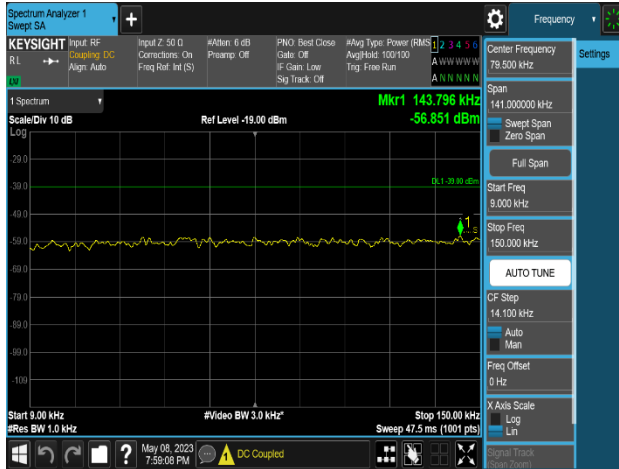 Spectrum Analyzer 1
Swept SA
+
Frequency
KEYSIGHT
RL
Input: RF
Coupling: DC
Align: Auto
Input Z: 50 Ω
Corrections: On
Freq Ref: Int (S)
#Atten: 6 dB
Preamp: Off
PNO: Best Close
Gate: Off
IF Gain: Low
Sig Track: Off
#Avg Type: Power (RMS
Avg|Hold: 100/100
Trig: Free Run
1 2 3 4 5 6
A W W W W W
A N N N N N
Settings
Center Frequency
79.500 kHz
Span
141.000000 kHz
Swept Span
Zero Span
Full Span
Start Freq
9.000 kHz
Stop Freq
150.000 kHz
AUTO TUNE
CF Step
14.100 kHz
Auto
Man
Freq Offset
0 Hz
X Axis Scale
Log
Lin
Signal Track
(Span Zoom)
1 Spectrum
Scale/Div 10 dB
Log
Ref Level -19.00 dBm
Mkr1 143.796 kHz
-56.851 dBm
-29.0
DL1 -39.00 dBm
-39.0
-49.0
1
-59.0
-69.0
-79.0
-89.0
-99.0
-109
Start 9.00 kHz
#Res BW 1.0 kHz
#Video BW 3.0 kHz*
Stop 150.00 kHz
Sweep 47.5 ms (1001 pts)
?
May 08, 2023
7:59:08 PM
1
DC Coupled